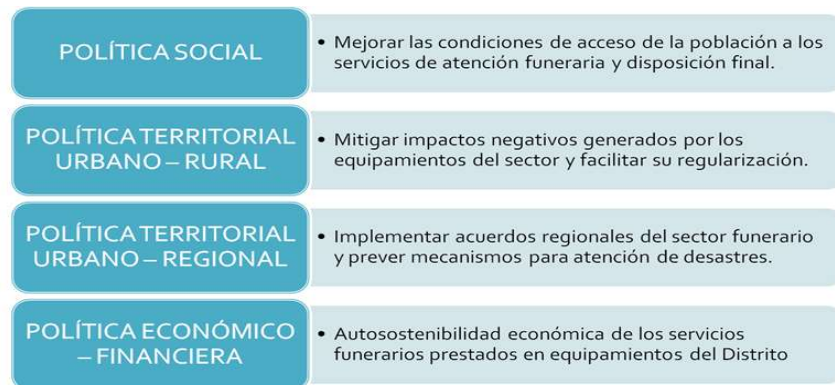 POLÍTICA SOCIAL
• Mejorar las condiciones de acceso de la población a los
servicios de atención funeraria y disposición final.
POLÍTICA TERRITORIAL
URBANO – RURAL
• Mitigar impactos negativos generados por los
equipamientos del sector y facilitar su regularización.
POLÍTICA TERRITORIAL
URBANO – REGIONAL
• Implementar acuerdos regionales del sector funerario
y prever mecanismos para atención de desastres.
POLÍTICA ECONÓMICO
– FINANCIERA
• Autosostenibilidad económica de los servicios
funerarios prestados en equipamientos del Distrito